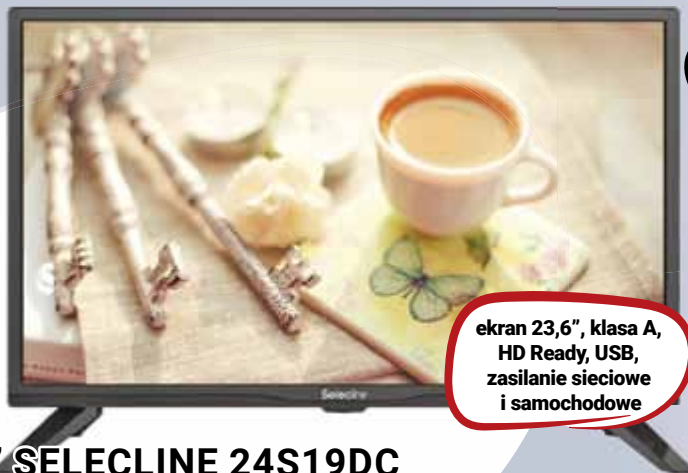 Selecline
ekran 23,6”, klasa A,
HD Ready, USB,
zasilanie sieciowe
i samochodowe
SELECLINE 24S19DC